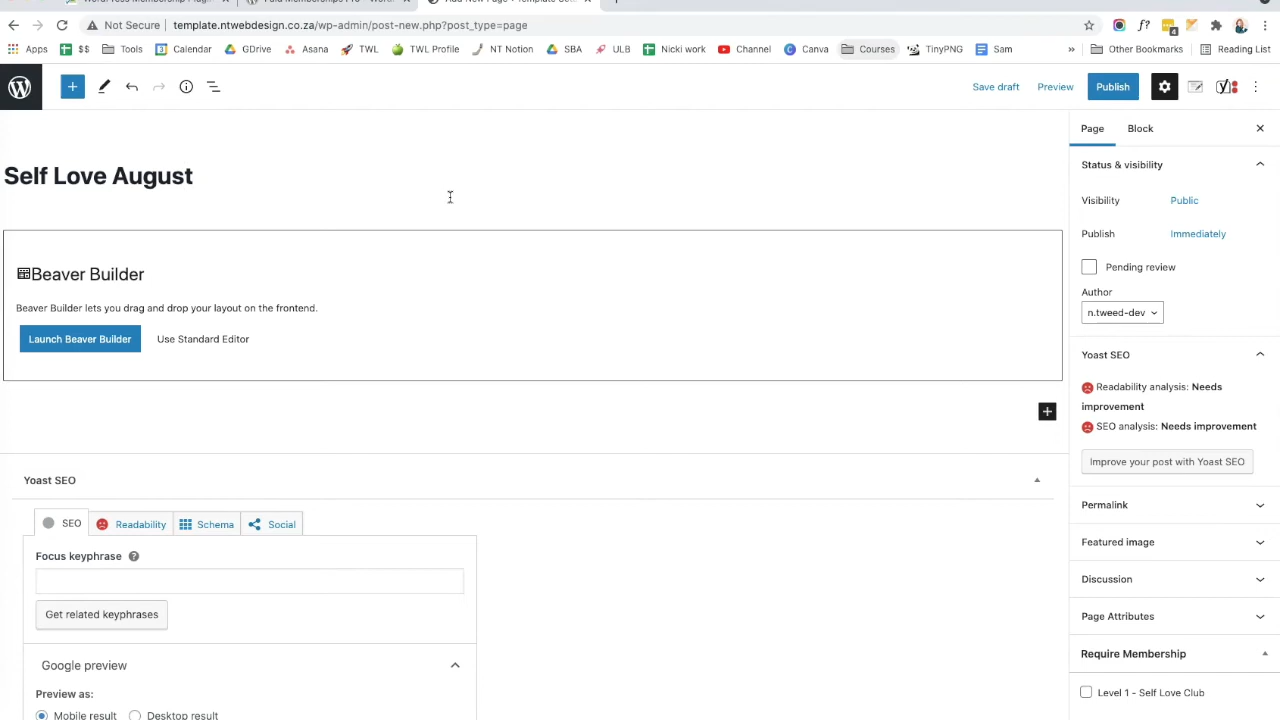 Not Secure | template.ntwebdesign.co.za/wp-admin/post-new.php?post_type=page
Apps $$ Tools Calendar GDrive Asana TWL TWL Profile NT Notion SBA ULB Nicki work Channel Canva Courses TinyPNG Sam » Other Bookmarks Reading List
Save draft Preview Publish
Page Block
Self Love August
Status & visibility
Visibility Public
Publish Immediately
Pending review
Author
n.tweed-dev
Beaver Builder
Beaver Builder lets you drag and drop your layout on the frontend.
Launch Beaver Builder Use Standard Editor
Yoast SEO
Readability analysis: Needs
improvement
SEO analysis: Needs improvement
Improve your post with Yoast SEO
Permalink
Featured image
Discussion
Page Attributes
Require Membership
Level 1 - Self Love Club
Yoast SEO
SEO Readability Schema Social
Focus keyphrase
Get related keyphrases
Google preview
Preview as:
Mobile result Desktop result